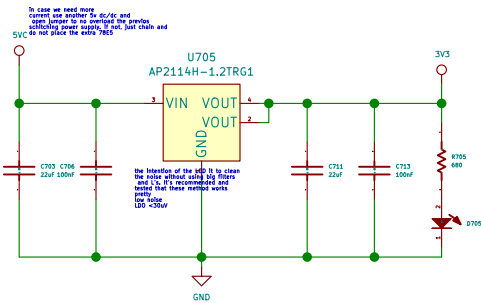 in case we need more
current use another 5v dc/dc and
open jumper to no overload the previos
schitching power supply. If not, just chain and
do not place the extra 78E5
5VC
U705
AP2114H-1.2TRG1
3V3
3 VIN VOUT 4
VOUT 2
GND
C703 22uF
C706 100nF
C711 22uF
C713 100nF
R705
680
the intention of the LDO it to clean
the noise without using big filters
and L's, it's recommended and
tested that these method works
pretty
low noise
LDO <30uV
2
D705
1
GND